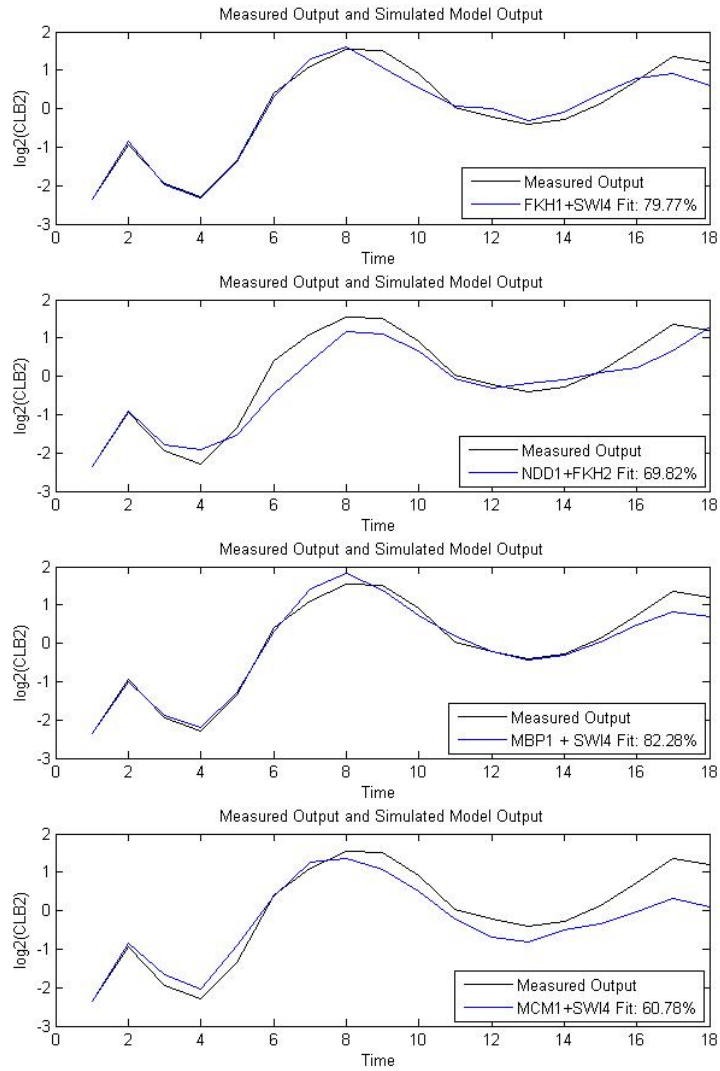 Measured Output and Simulated Model Output
2
1
0
-1
-2
-3
log2(CLB2)
Measured Output
FKH1+SWI4 Fit: 79.77%
0 2 4 6 8 10 12 14 16 18
Time
Measured Output and Simulated Model Output
2
1
0
-1
-2
-3
log2(CLB2)
Measured Output
NDD1+FKH2 Fit: 69.82%
0 2 4 6 8 10 12 14 16 18
Time
Measured Output and Simulated Model Output
2
1
0
-1
-2
-3
log2(CLB2)
Measured Output
MBP1 + SWI4 Fit: 82.28%
0 2 4 6 8 10 12 14 16 18
Time
Measured Output and Simulated Model Output
2
1
0
-1
-2
-3
log2(CLB2)
Measured Output
MCM1+SWI4 Fit: 60.78%
0 2 4 6 8 10 12 14 16 18
Time